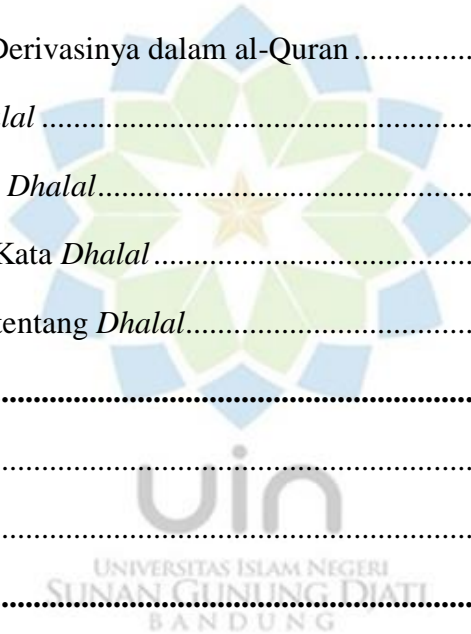 Derivasinya dalam al-Quran ..................
lal ..................
Dhalal..................
Kata Dhalal ..................
tentang Dhalal..................
..................
..................
..................
..................
uin
UNIVERSITAS ISLAM NEGERI
SUNAN GUNUNG DJATI
BANDUNG